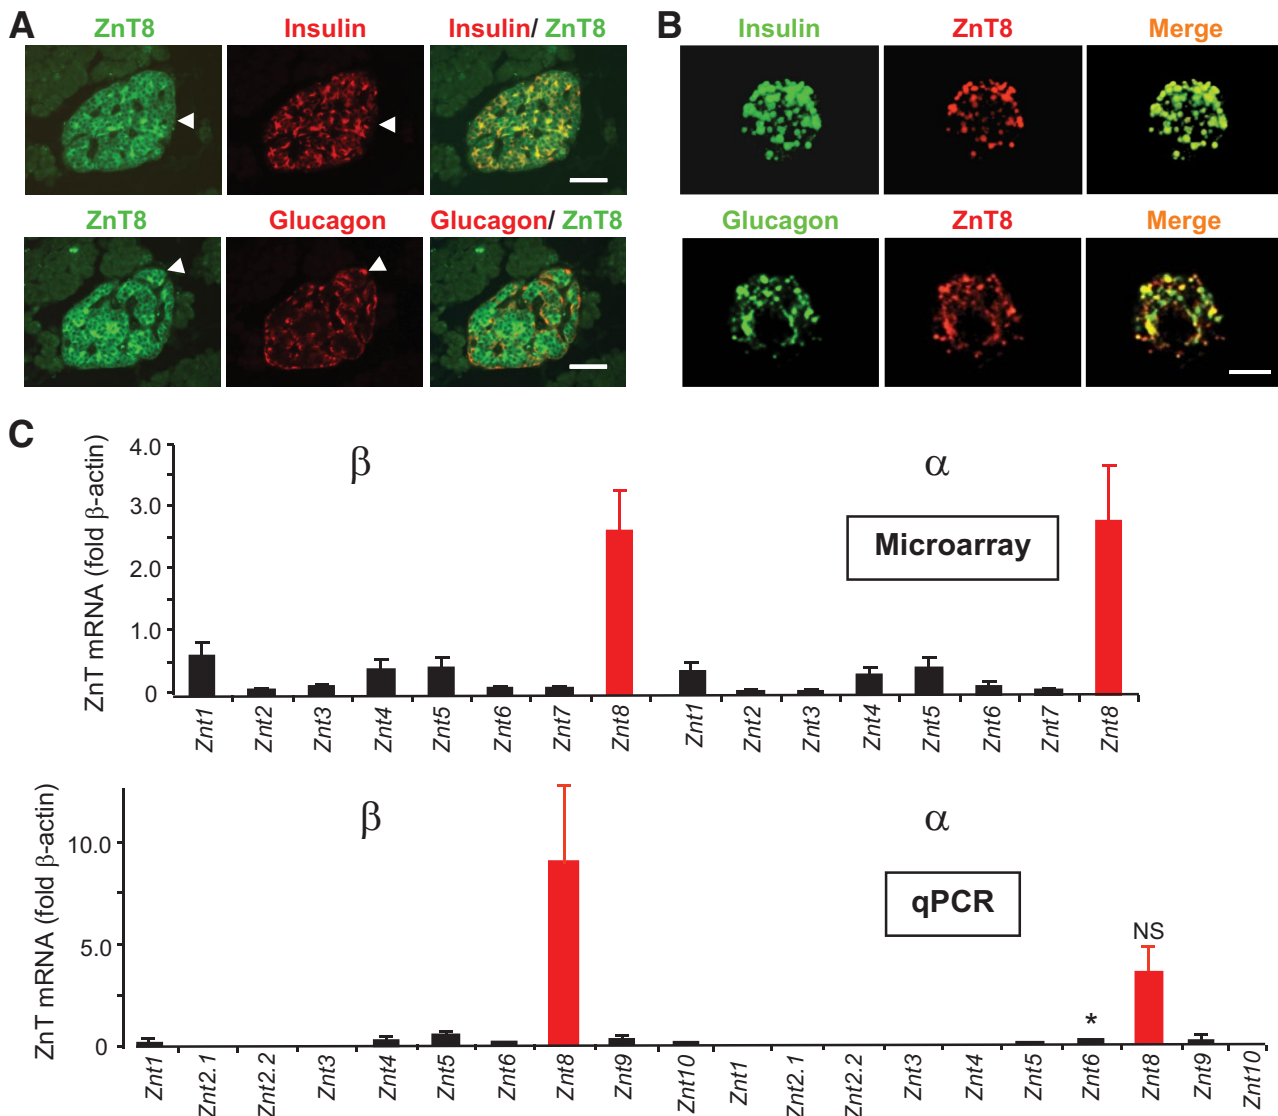 A
ZnT8
Insulin
Insulin/ ZnT8
B
Insulin
ZnT8
Merge
ZnT8
Glucagon
Glucagon/ ZnT8
Glucagon
ZnT8
Merge
C
ZnT mRNA (fold β-actin)
4.0
3.0
2.0
1.0
0
β
α
Microarray
Znt1
Znt2
Znt3
Znt4
Znt5
Znt6
Znt7
Znt8
Znt1
Znt2
Znt3
Znt4
Znt5
Znt6
Znt7
Znt8
ZnT mRNA (fold β-actin)
10.0
5.0
0
β
α
qPCR
NS
*
Znt1
Znt2.1
Znt2.2
Znt3
Znt4
Znt5
Znt6
Znt8
Znt9
Znt10
Znt1
Znt2.1
Znt2.2
Znt3
Znt4
Znt5
Znt6
Znt8
Znt9
Znt10